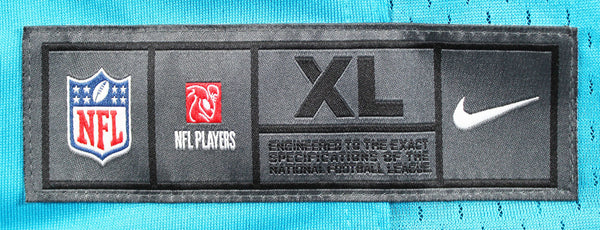 NFL
NFL PLAYERS
XL
ENGINEERED TO THE EXACT
SPECIFICATIONS OF THE
NATIONAL FOOTBALL LEAGUE.